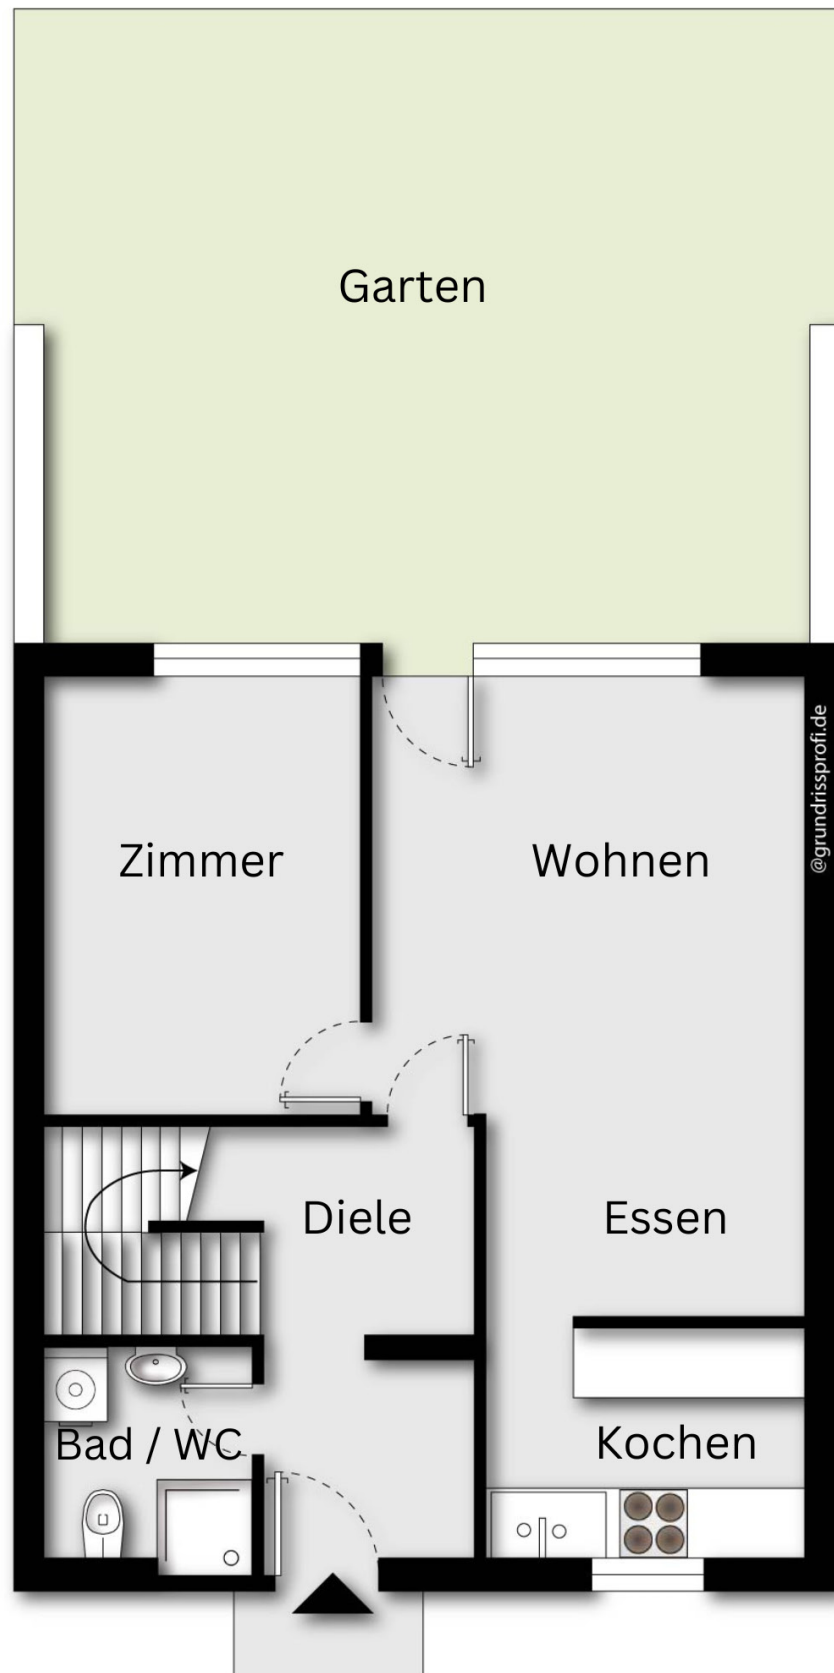 Garten
@grundrissprofi.de
Zimmer
Wohnen
Diele
Essen
Bad / WC
Kochen